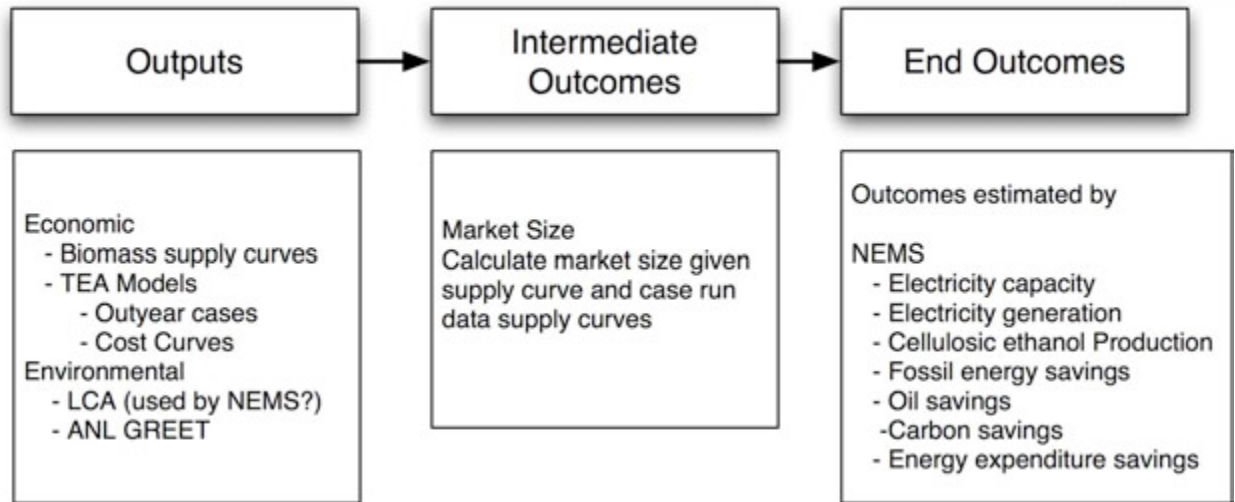 Outputs
Intermediate
Outcomes
End Outcomes
Economic
- Biomass supply curves
- TEA Models
- Outyear cases
- Cost Curves
Environmental
- LCA (used by NEMS?)
- ANL GREET
Market Size
Calculate market size given
supply curve and case run
data supply curves
Outcomes estimated by
NEMS
- Electricity capacity
- Electricity generation
- Cellulosic ethanol Production
- Fossil energy savings
- Oil savings
-Carbon savings
- Energy expenditure savings